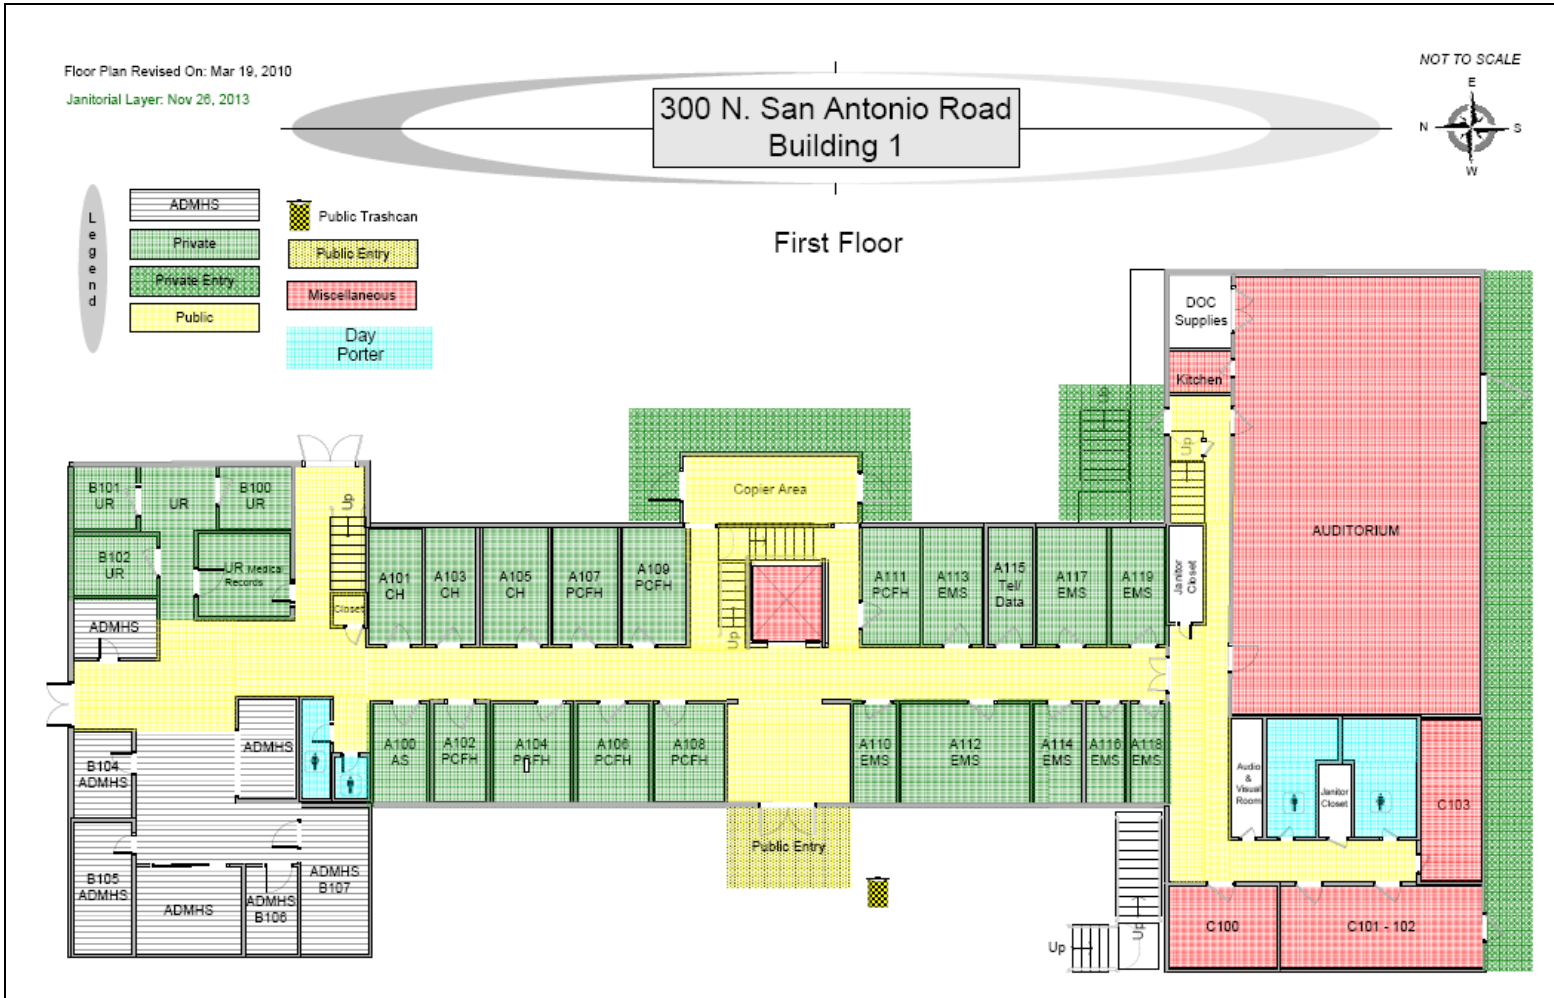 Floor Plan Revised On: Mar 19, 2010
Janitorial Layer: Nov 26, 2013
300 N. San Antonio Road
Building 1
NOT TO SCALE
E
N
S
W
Legend
ADMHS
Private
Private Entry
Public
Public Trashcan
Public Entry
Miscellaneous
Day
Porter
First Floor
DOC
Supplies
Kitchen
Up
Up
AUDITORIUM
Janitor
Closet
Copier Area
Up
Up
B101
UR
UR
B100
UR
B102
UR
UR Medical
Records
ADMHS
Up
Closet
A101
CH
A103
CH
A105
CH
A107
PCFH
A109
PCFH
A111
PCFH
A113
EMS
A115
Tel/
Data
A117
EMS
A119
EMS
ADMHS
B104
ADMHS
A100
AS
A102
PCFH
A104
PCFH
A106
PCFH
A108
PCFH
A110
EMS
A112
EMS
A114
EMS
A116
EMS
A118
EMS
Audio
&
Visual
Room
Janitor
Closet
C103
Public Entry
B105
ADMHS
ADMHS
ADMHS
B106
ADMHS
B107
Up
Up
C100
C101 - 102